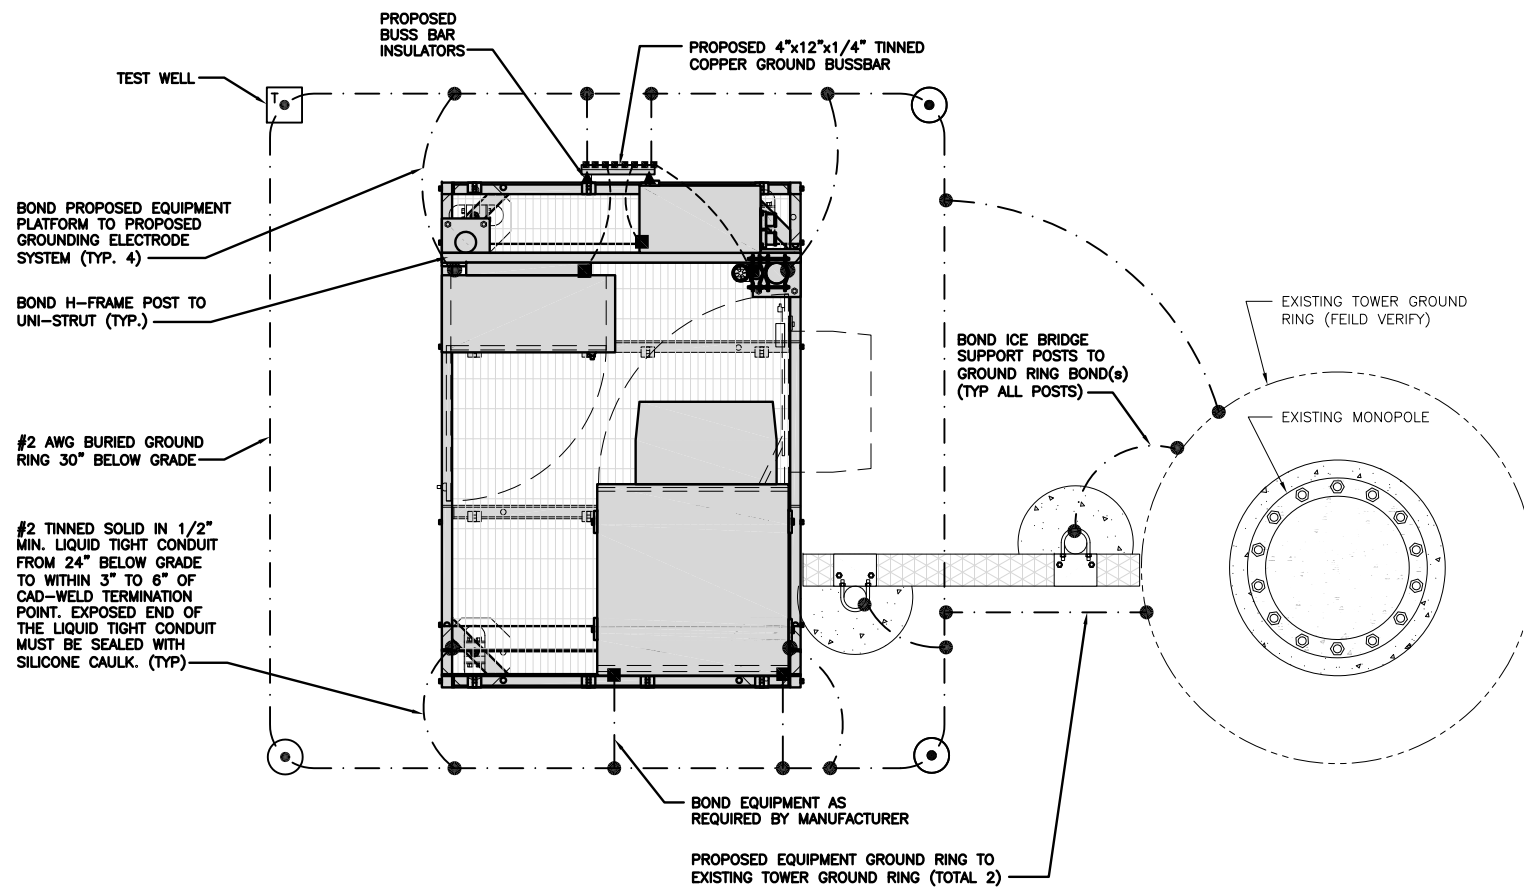 PROPOSED
BUSS BAR
INSULATORS
PROPOSED 4"x12"x1/4" TINNED
COPPER GROUND BUSSBAR
TEST WELL
T
BOND PROPOSED EQUIPMENT
PLATFORM TO PROPOSED
GROUNDING ELECTRODE
SYSTEM (TYP. 4)
BOND H-FRAME POST TO
UNI-STRUT (TYP.)
EXISTING TOWER GROUND
RING (FEILD VERIFY)
BOND ICE BRIDGE
SUPPORT POSTS TO
GROUND RING BOND(s)
(TYP ALL POSTS)
EXISTING MONOPOLE
#2 AWG BURIED GROUND
RING 30" BELOW GRADE
#2 TINNED SOLID IN 1/2"
MIN. LIQUID TIGHT CONDUIT
FROM 24" BELOW GRADE
TO WITHIN 3" TO 6" OF
CAD-WELD TERMINATION
POINT. EXPOSED END OF
THE LIQUID TIGHT CONDUIT
MUST BE SEALED WITH
SILICONE CAULK. (TYP)
BOND EQUIPMENT AS
REQUIRED BY MANUFACTURER
PROPOSED EQUIPMENT GROUND RING TO
EXISTING TOWER GROUND RING (TOTAL 2)